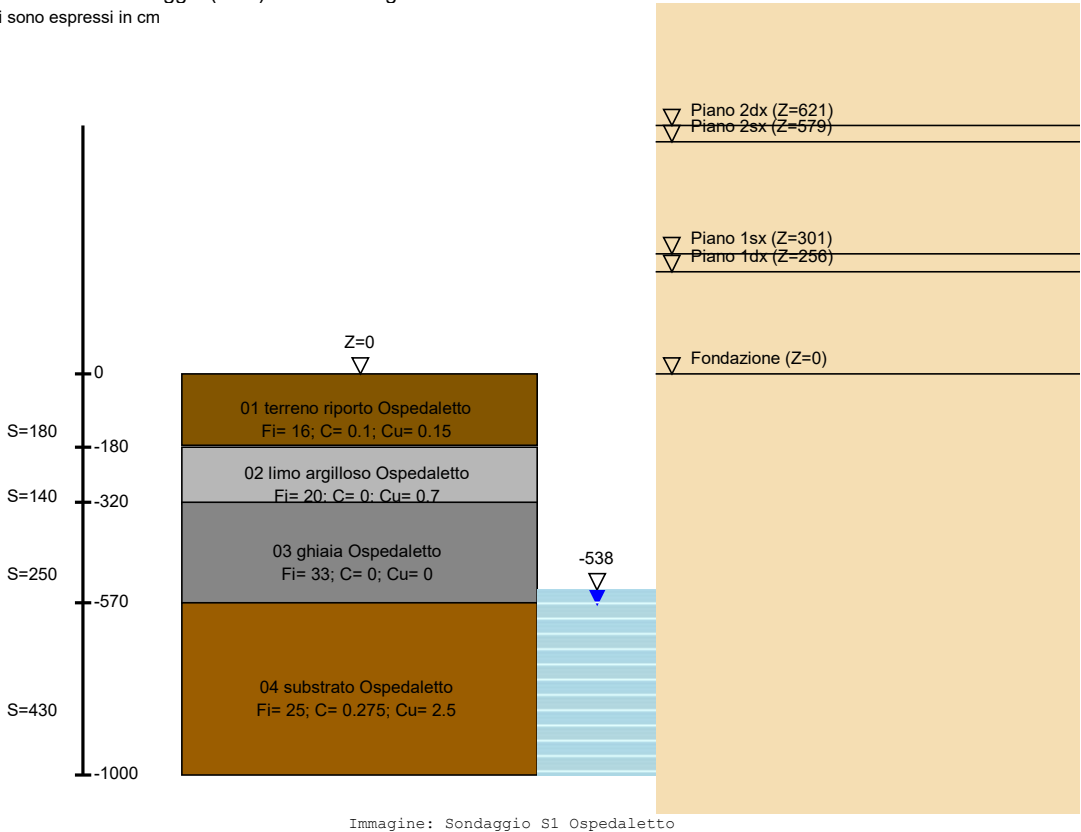 i sono espressi in cm
Piano 2dx (Z=621)
Piano 2sx (Z=579)
Piano 1sx (Z=301)
Piano 1dx (Z=256)
Z=0
Fondazione (Z=0)
0
01 terreno riporto Ospedaletto
Fi= 16; C= 0.1; Cu= 0.15
S=180
-180
02 limo argilloso Ospedaletto
Fi= 20; C= 0; Cu= 0.7
S=140
-320
03 ghiaia Ospedaletto
Fi= 33; C= 0; Cu= 0
-538
S=250
-570
04 substrato Ospedaletto
Fi= 25; C= 0.275; Cu= 2.5
S=430
-1000
Immagine: Sondaggio S1 Ospedaletto